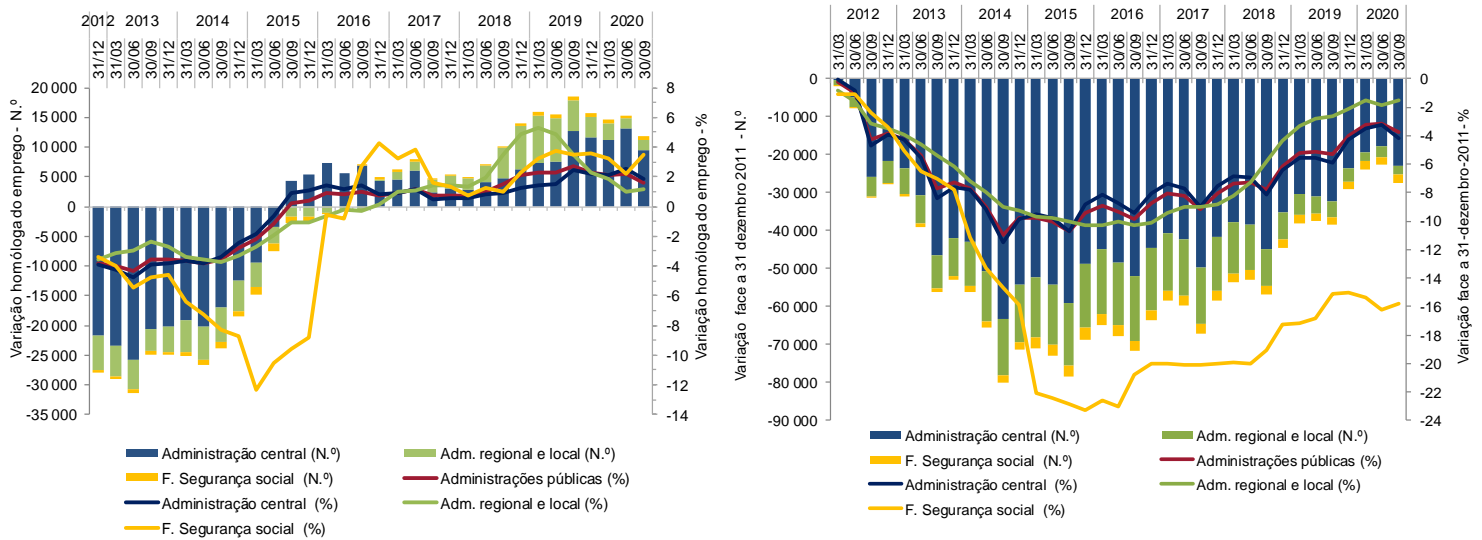 2012 2013 2014 2015 2016 2017 2018 2019 2020
31/12 31/03 30/06 30/09 31/12 31/03 30/06 30/09 31/12 31/03 30/06 30/09 31/12 31/03 30/06 30/09 31/12 31/03 30/06 30/09 31/12 31/03 30/06 30/09 31/12 31/03 30/06 30/09 31/12 31/03 30/06 30/09
Variação homóloga do emprego - N.º
20 000
15 000
10 000
5 000
0
-5 000
-10 000
-15 000
-20 000
-25 000
-30 000
-35 000
8
6
4
2
0
-2
-4
-6
-8
-10
-12
-14
Variação homóloga do emprego - %
Administração central (N.º)
Adm. regional e local (N.º)
F. Segurança social (N.º)
Administrações públicas (%)
Administração central (%)
Adm. regional e local (%)
F. Segurança social (%)
2012 2013 2014 2015 2016 2017 2018 2019 2020
31/03 30/06 30/09 31/12 31/03 30/06 30/09 31/12 31/03 30/06 30/09 31/12 31/03 30/06 30/09 31/12 31/03 30/06 30/09 31/12 31/03 30/06 30/09 31/12 31/03 30/06 30/09 31/12 31/03 30/06 30/09 31/12 31/03 30/06 30/09
Variação face a 31 dezembro 2011 - N.º
0
-10 000
-20 000
-30 000
-40 000
-50 000
-60 000
-70 000
-80 000
-90 000
0
-2
-4
-6
-8
-10
-12
-14
-16
-18
-20
-22
-24
Variação face a 31-dezembro-2011- %
Administração central (N.º)
Adm. regional e local (N.º)
F. Segurança social (N.º)
Administrações públicas (%)
Administração central (%)
Adm. regional e local (%)
F. Segurança social (%)